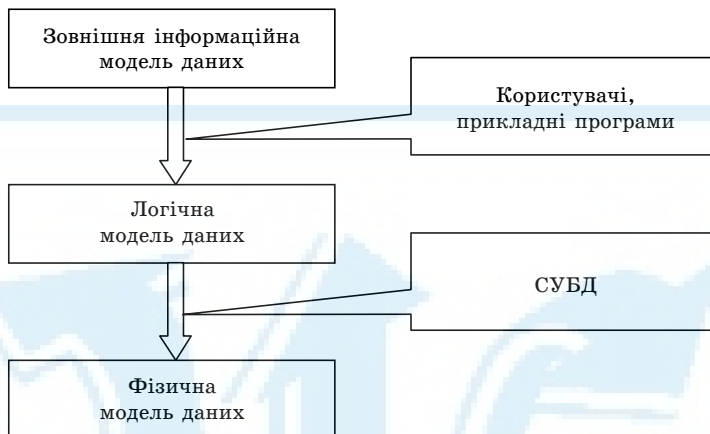 Зовнішня інформаційна
модель даних
Користувачі,
прикладні програми
Логічна
модель даних
СУБД
Фізична
модель даних